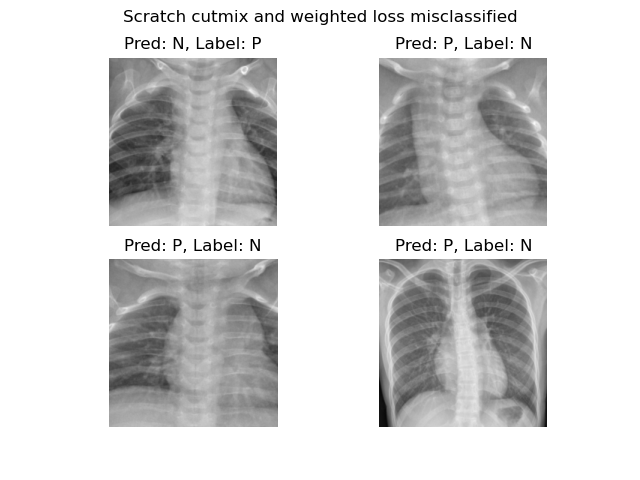 Scratch cutmix and weighted loss misclassified
Pred: N, Label: P
Pred: P, Label: N
Pred: P, Label: N
Pred: P, Label: N